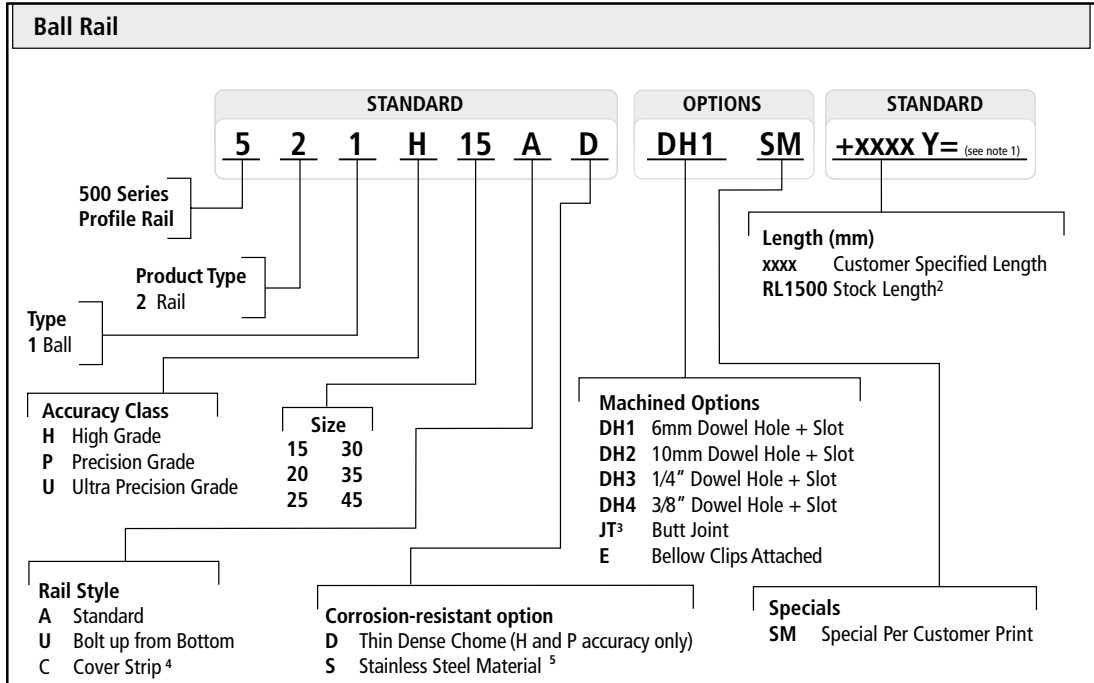 Ball Rail
STANDARD
OPTIONS
STANDARD
5 2 1 H 15 A D
DH1 SM
+xxxx Y= (see note 1)
500 Series
Profile Rail
Product Type
2 Rail
Type
1 Ball
Length (mm)
xxxx Customer Specified Length
RL1500 Stock Length²
Accuracy Class
H High Grade
P Precision Grade
U Ultra Precision Grade
Size
15 30
20 35
25 45
Machined Options
DH1 6mm Dowel Hole + Slot
DH2 10mm Dowel Hole + Slot
DH3 1/4" Dowel Hole + Slot
DH4 3/8" Dowel Hole + Slot
JT³ Butt Joint
E Bellow Clips Attached
Rail Style
A Standard
U Bolt up from Bottom
C Cover Strip ⁴
Corrosion-resistant option
D Thin Dense Chome (H and P accuracy only)
S Stainless Steel Material ⁵
Specials
SM Special Per Customer Print